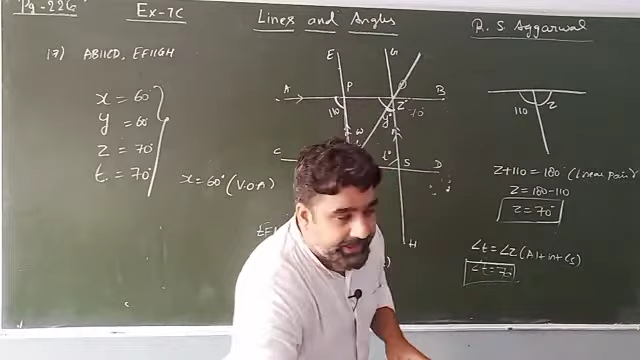 Pg-226
Ex-7C
Lines and Angles
R. S. Aggarwal
17) AB||CD, EF||GH
x = 60°
y = 60°
z = 70°
t = 70°
x = 60° (V.O.A)
E
G
A
P
B
110
z°
y°
C
t°
S
D
H
110
z
z+110 = 180° (Linear pair)
z = 180-110
z = 70°
∠t = ∠z (Alt int ∠s)
∠t = 70